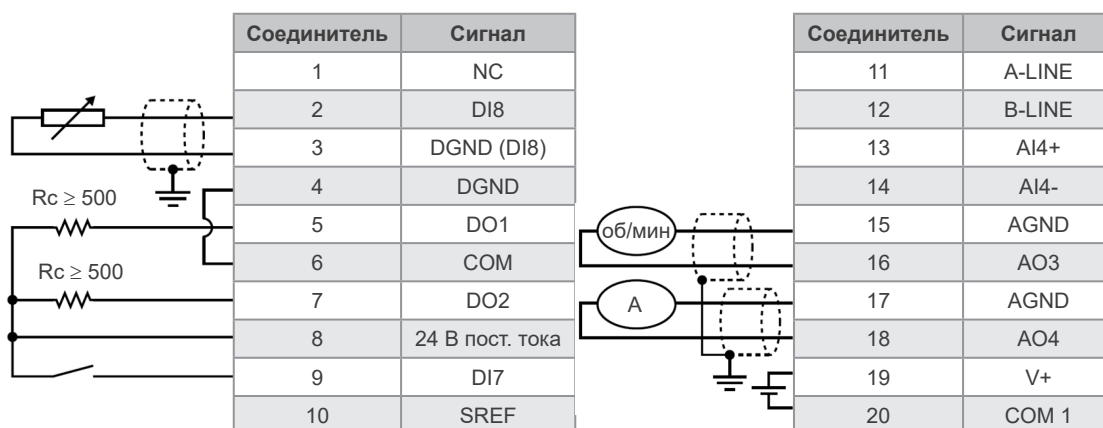 Соединитель Сигнал
1 NC
2 DI8
3 DGND (DI8)
4 DGND
5 DO1
6 COM
7 DO2
8 24 В пост. тока
9 DI7
10 SREF
Rc ≥ 500
Rc ≥ 500
Соединитель Сигнал
11 A-LINE
12 B-LINE
13 AI4+
14 AI4-
15 AGND
16 AO3
17 AGND
18 AO4
19 V+
20 COM 1
об/мин
A